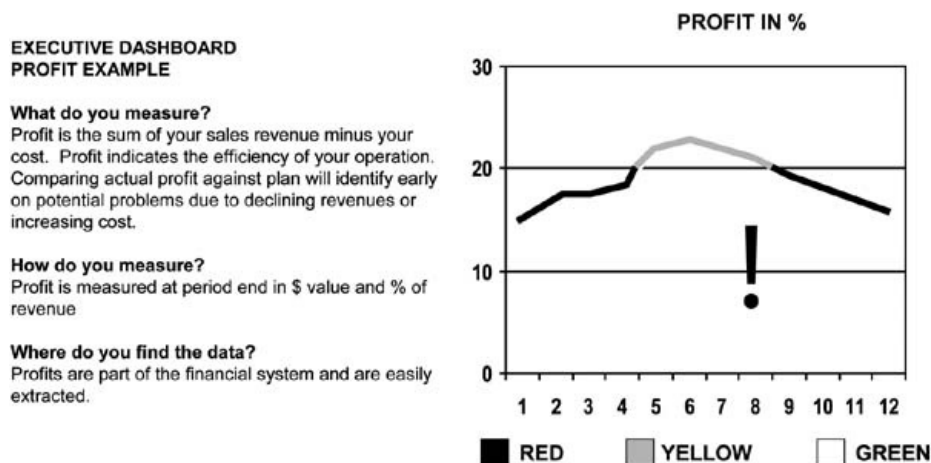 EXECUTIVE DASHBOARD
PROFIT EXAMPLE
What do you measure?
Profit is the sum of your sales revenue minus your
cost. Profit indicates the efficiency of your operation.
Comparing actual profit against plan will identify early
on potential problems due to declining revenues or
increasing cost.
How do you measure?
Profit is measured at period end in $ value and % of
revenue
Where do you find the data?
Profits are part of the financial system and are easily
extracted.
PROFIT IN %
30
20
10
0
!
1 2 3 4 5 6 7 8 9 10 11 12
RED YELLOW GREEN